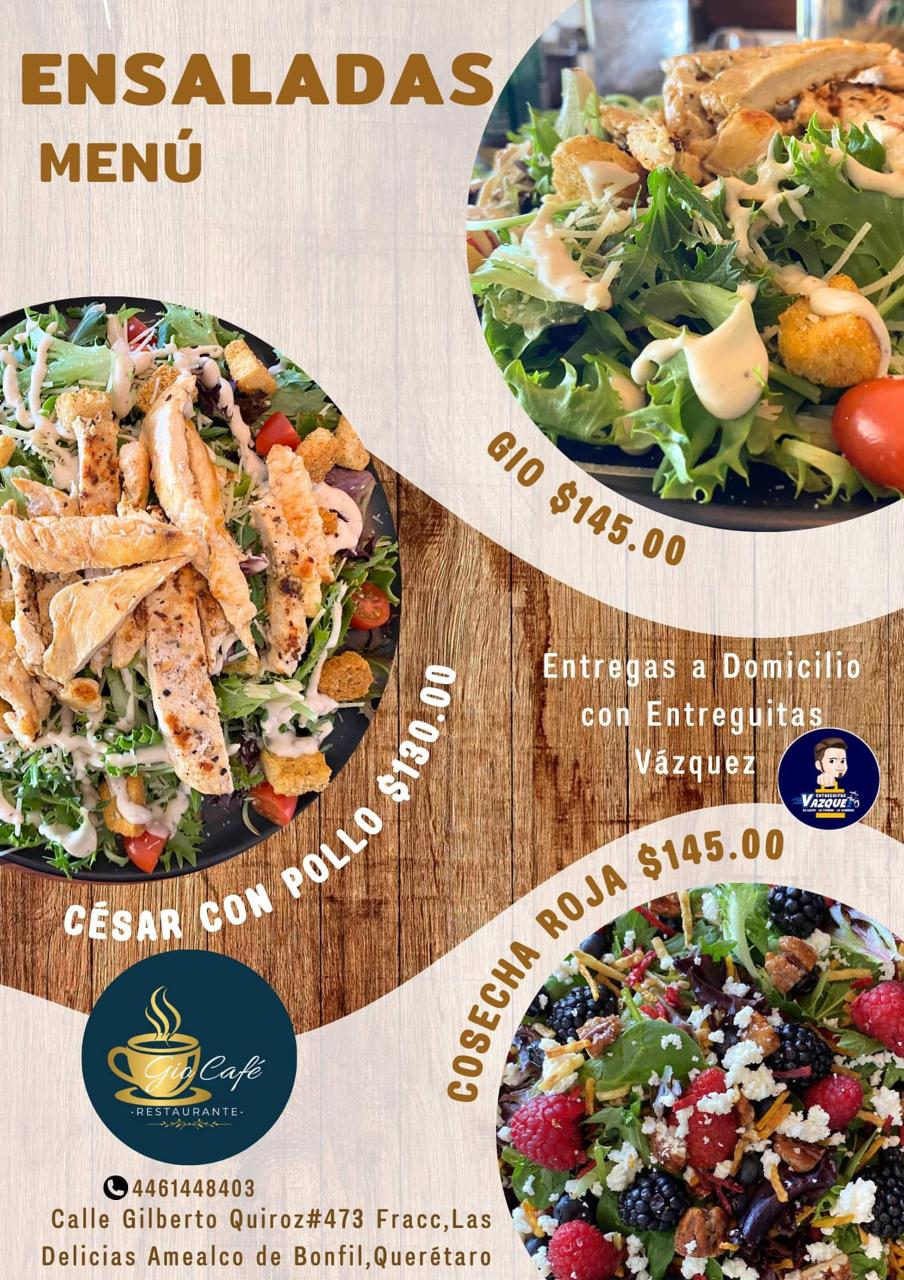 ENSALADAS
MENÚ
GIO $145.00
CÉSAR CON POLLO $130.00
Entregas a Domicilio
con Entreguitas
Vázquez
ENTREGUITAS
VAZQUEZ
COSECHA ROJA $145.00
Gio Café
·RESTAURANTE·
4461448403
Calle Gilberto Quiroz#473 Fracc,Las
Delicias Amealco de Bonfil,Querétaro